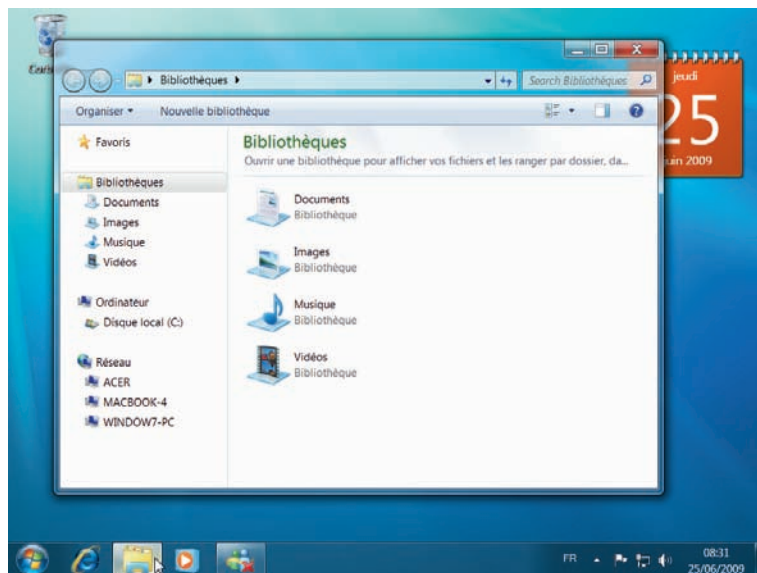 Bibliothèques
Search Bibliothèques
jeudi
25
juin 2009
Organiser
Nouvelle bibliothèque
Favoris
Bibliothèques
Documents
Images
Musique
Vidéos
Ordinateur
Disque local (C:)
Réseau
ACER
MACBOOK-4
WINDOW7-PC
Bibliothèques
Ouvrir une bibliothèque pour afficher vos fichiers et les ranger par dossier, da...
Documents
Bibliothèque
Images
Bibliothèque
Musique
Bibliothèque
Vidéos
Bibliothèque
FR
08:31
25/06/2009